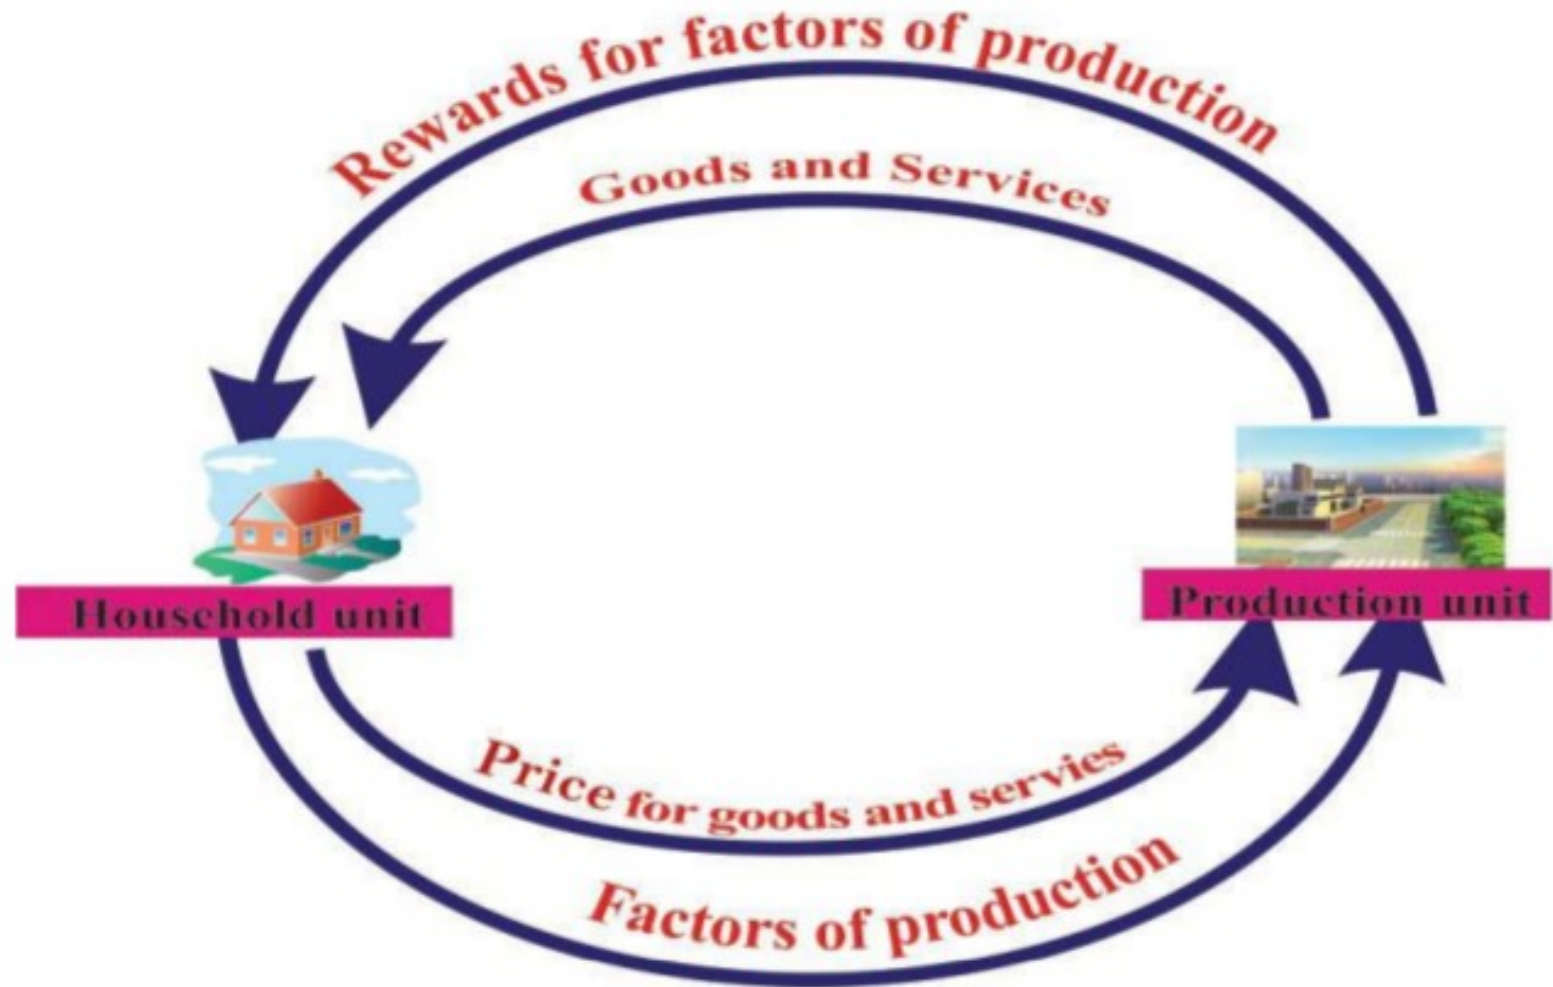 Rewards for factors of production
Goods and Services
Household unit
Production unit
Price for goods and servies
Factors of production